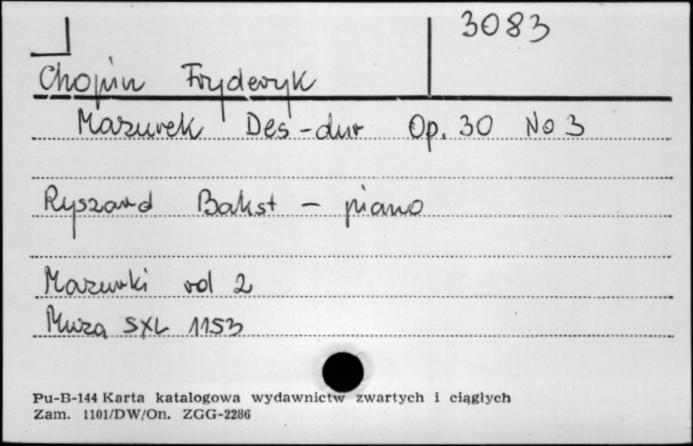 3083
Chopin Fryderyk
Mazurek Des-dur Op. 30 No 3
Ryszard Bakst - piano
Mazurki vol 2
Muza SXL 1153
Pu-B-144 Karta katalogowa wydawnictw zwartych i ciągłych
Zam. 1101/DW/On. ZGG-2286